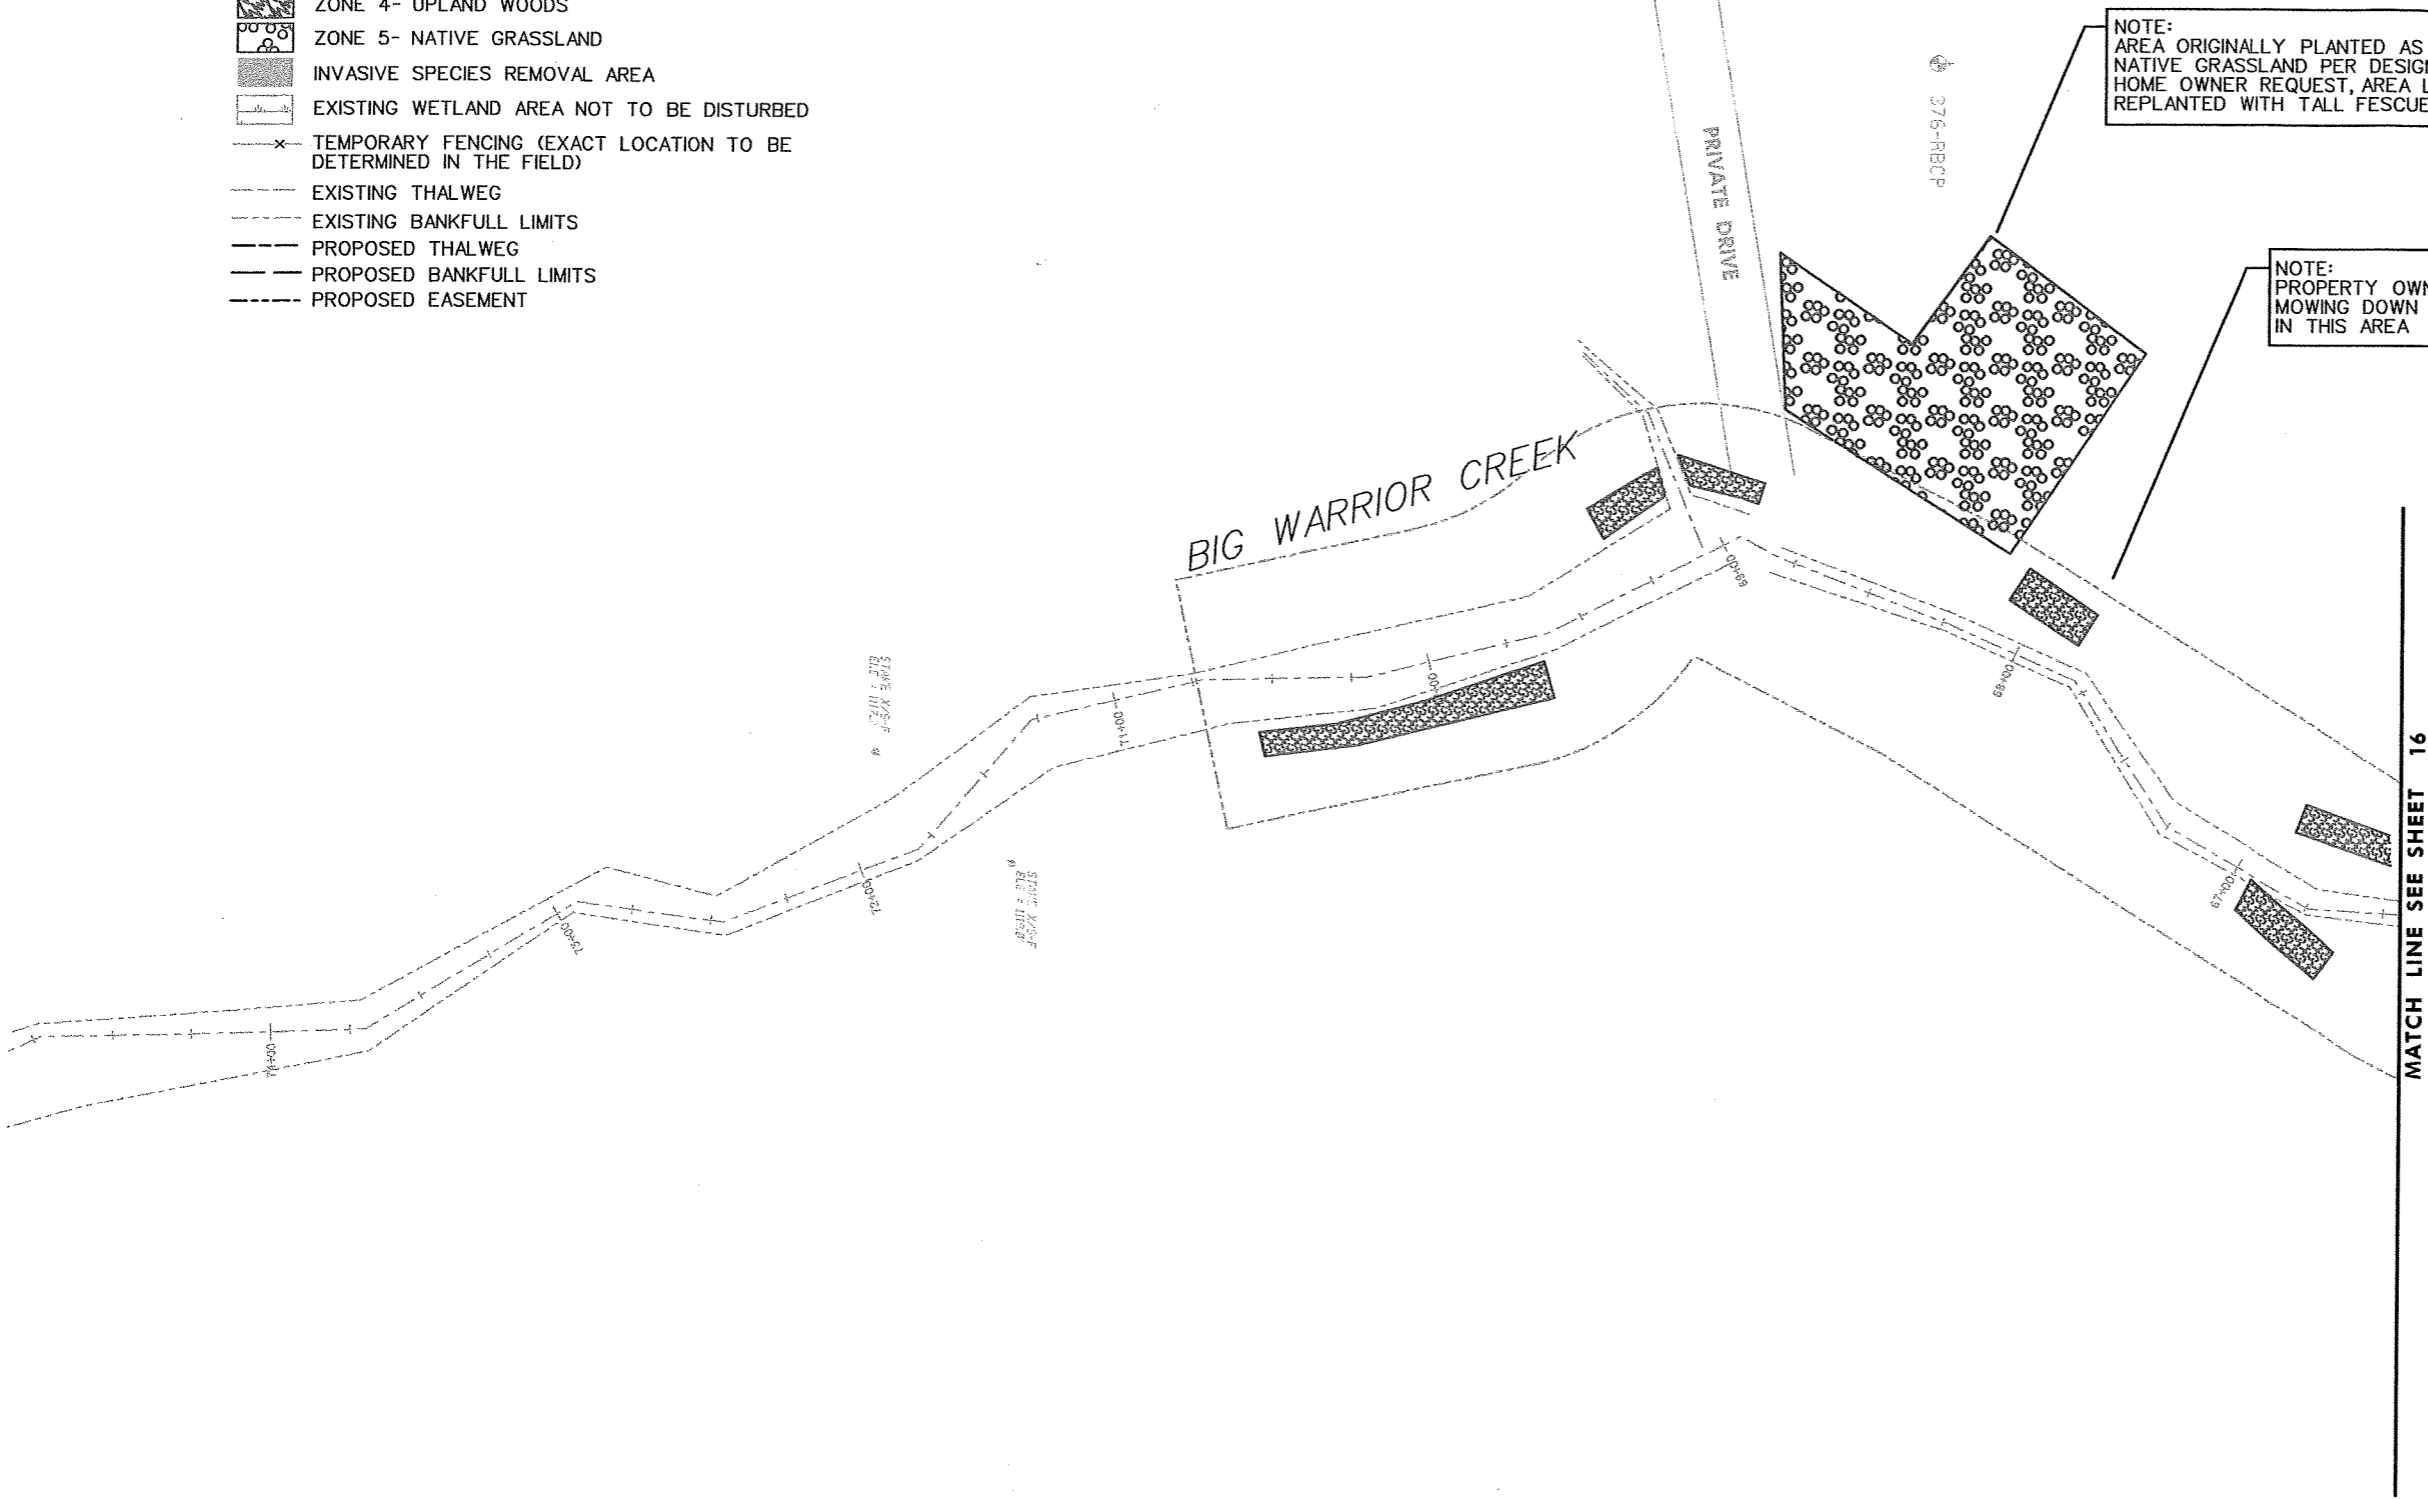 ZONE 4- UPLAND WOODS
ZONE 5- NATIVE GRASSLAND
INVASIVE SPECIES REMOVAL AREA
EXISTING WETLAND AREA NOT TO BE DISTURBED
TEMPORARY FENCING (EXACT LOCATION TO BE
DETERMINED IN THE FIELD)
EXISTING THALWEG
EXISTING BANKFULL LIMITS
PROPOSED THALWEG
PROPOSED BANKFULL LIMITS
PROPOSED EASEMENT
NOTE:
AREA ORIGINALLY PLANTED AS
NATIVE GRASSLAND PER DESIGN
HOME OWNER REQUEST, AREA L
REPLANTED WITH TALL FESCUE
376-RBCP
PRIVATE DRIVE
NOTE:
PROPERTY OWN
MOWING DOWN
IN THIS AREA
BIG WARRIOR CREEK
69+00
68+00
67+00
71+00
72+00
73+00
74+00
STAKE X/S-F
STAKE X/S-F
MATCH LINE SEE SHEET 16